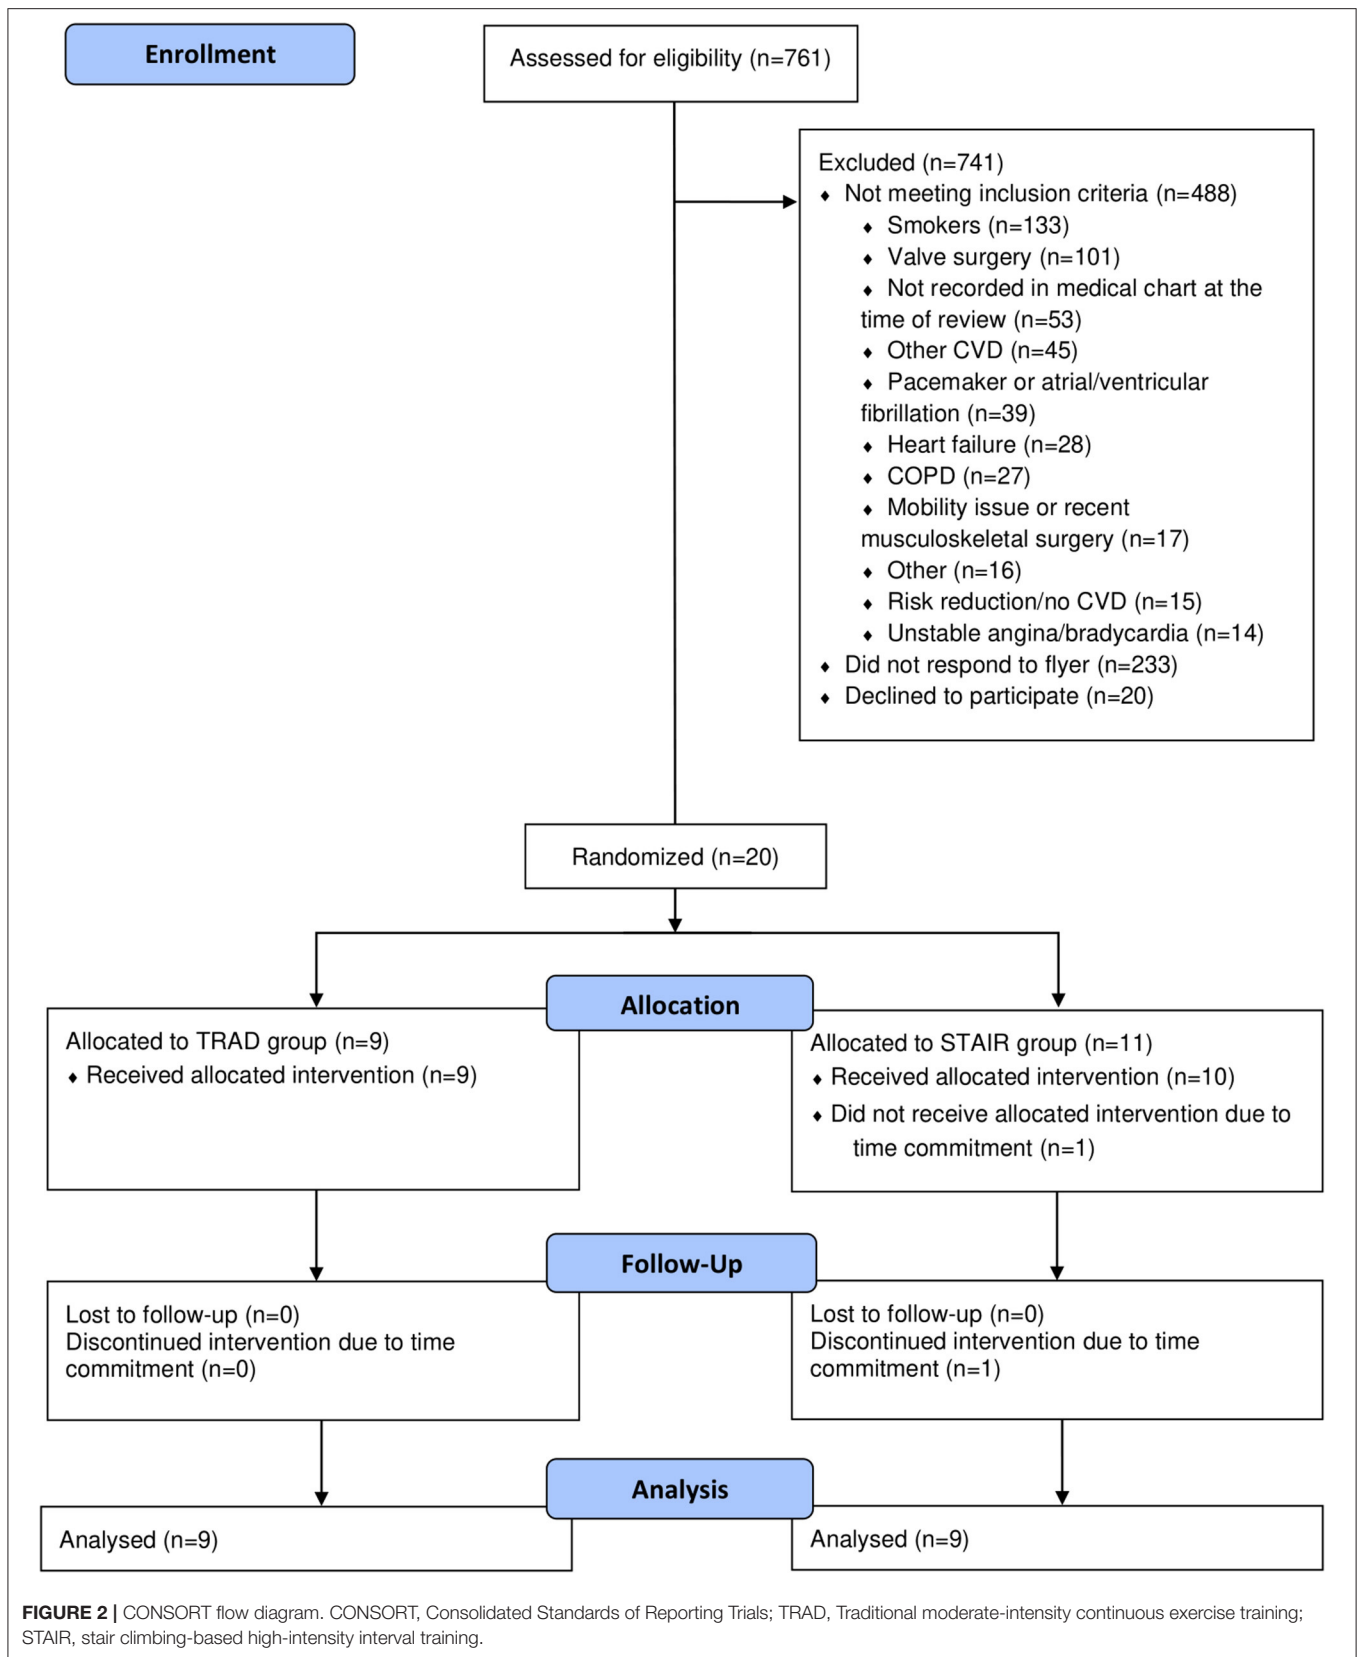 Enrollment
Assessed for eligibility (n=761)
Excluded (n=741)
♦ Not meeting inclusion criteria (n=488)
♦ Smokers (n=133)
♦ Valve surgery (n=101)
♦ Not recorded in medical chart at the
time of review (n=53)
♦ Other CVD (n=45)
♦ Pacemaker or atrial/ventricular
fibrillation (n=39)
♦ Heart failure (n=28)
♦ COPD (n=27)
♦ Mobility issue or recent
musculoskeletal surgery (n=17)
♦ Other (n=16)
♦ Risk reduction/no CVD (n=15)
♦ Unstable angina/bradycardia (n=14)
♦ Did not respond to flyer (n=233)
♦ Declined to participate (n=20)
Randomized (n=20)
Allocation
Allocated to TRAD group (n=9)
♦ Received allocated intervention (n=9)
Allocated to STAIR group (n=11)
♦ Received allocated intervention (n=10)
♦ Did not receive allocated intervention due to
time commitment (n=1)
Follow-Up
Lost to follow-up (n=0)
Discontinued intervention due to time
commitment (n=0)
Lost to follow-up (n=0)
Discontinued intervention due to time
commitment (n=1)
Analysis
Analysed (n=9)
Analysed (n=9)
FIGURE 2 | CONSORT flow diagram. CONSORT, Consolidated Standards of Reporting Trials; TRAD, Traditional moderate-intensity continuous exercise training;
STAIR, stair climbing-based high-intensity interval training.